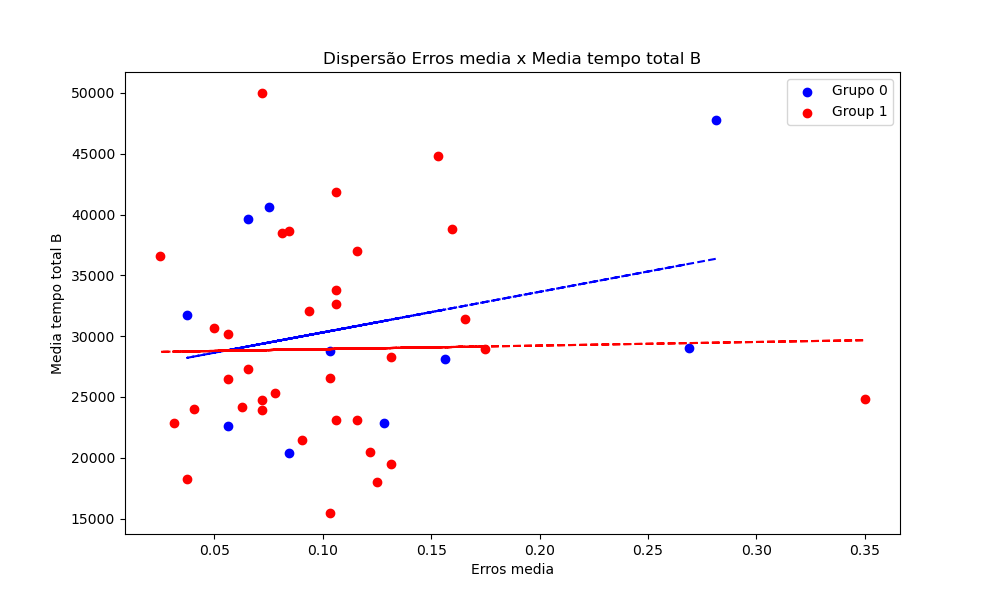 Dispersão Erros media x Media tempo total B
Grupo 0
Group 1
Media tempo total B
50000
45000
40000
35000
30000
25000
20000
15000
0.05 0.10 0.15 0.20 0.25 0.30 0.35
Erros media